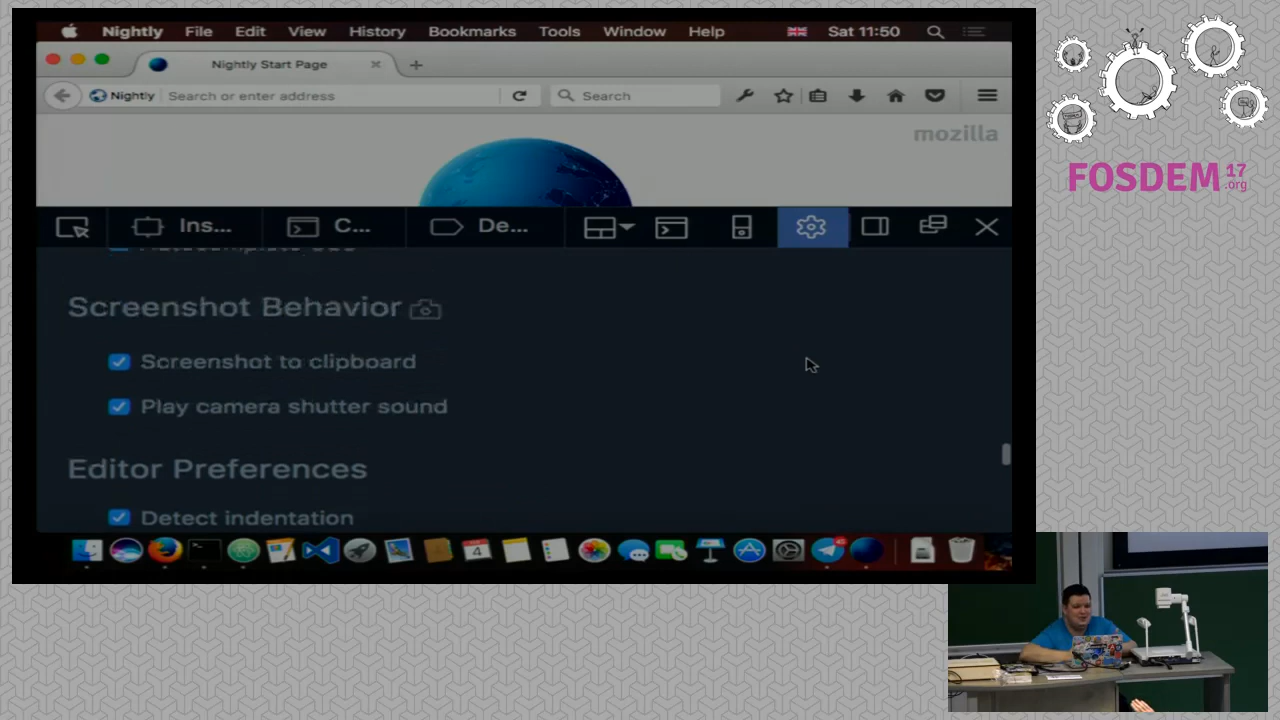 Nightly File Edit View History Bookmarks Tools Window Help Sat 11:50
Nightly Start Page
Nightly Search or enter address Search
mozilla
Ins... C... De...
Screenshot Behavior
Screenshot to clipboard
Play camera shutter sound
Editor Preferences
Detect indentation
4
FOSDEM 17
.org